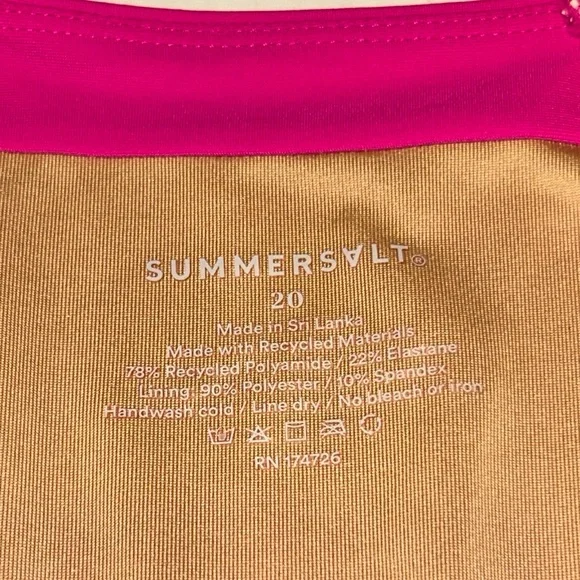 SUMMERSALT®
20
Made in Sri Lanka
Made with Recycled Materials
78% Recycled Polyamide / 22% Elastane
Lining: 90% Polyester / 10% Spandex
Handwash cold / Line dry / No bleach or iron
RN 174726